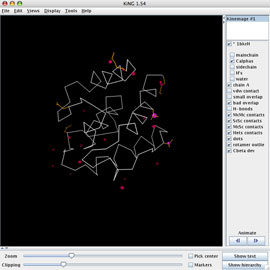 KiNG 1.54
File Edit Views Display Tools Help
Kinemage #1
mainchain
Calphas
sidechain
water
chain A
vdw contact
small overlap
bad overlap
H-bonds
McMc contacts
ScSc contacts
McSc contacts
Hets contacts
dots
rotamer outlie
Cbeta dev
Animate
Zoom
Pick center
Show text
Clipping
Markers
Show hierarchy